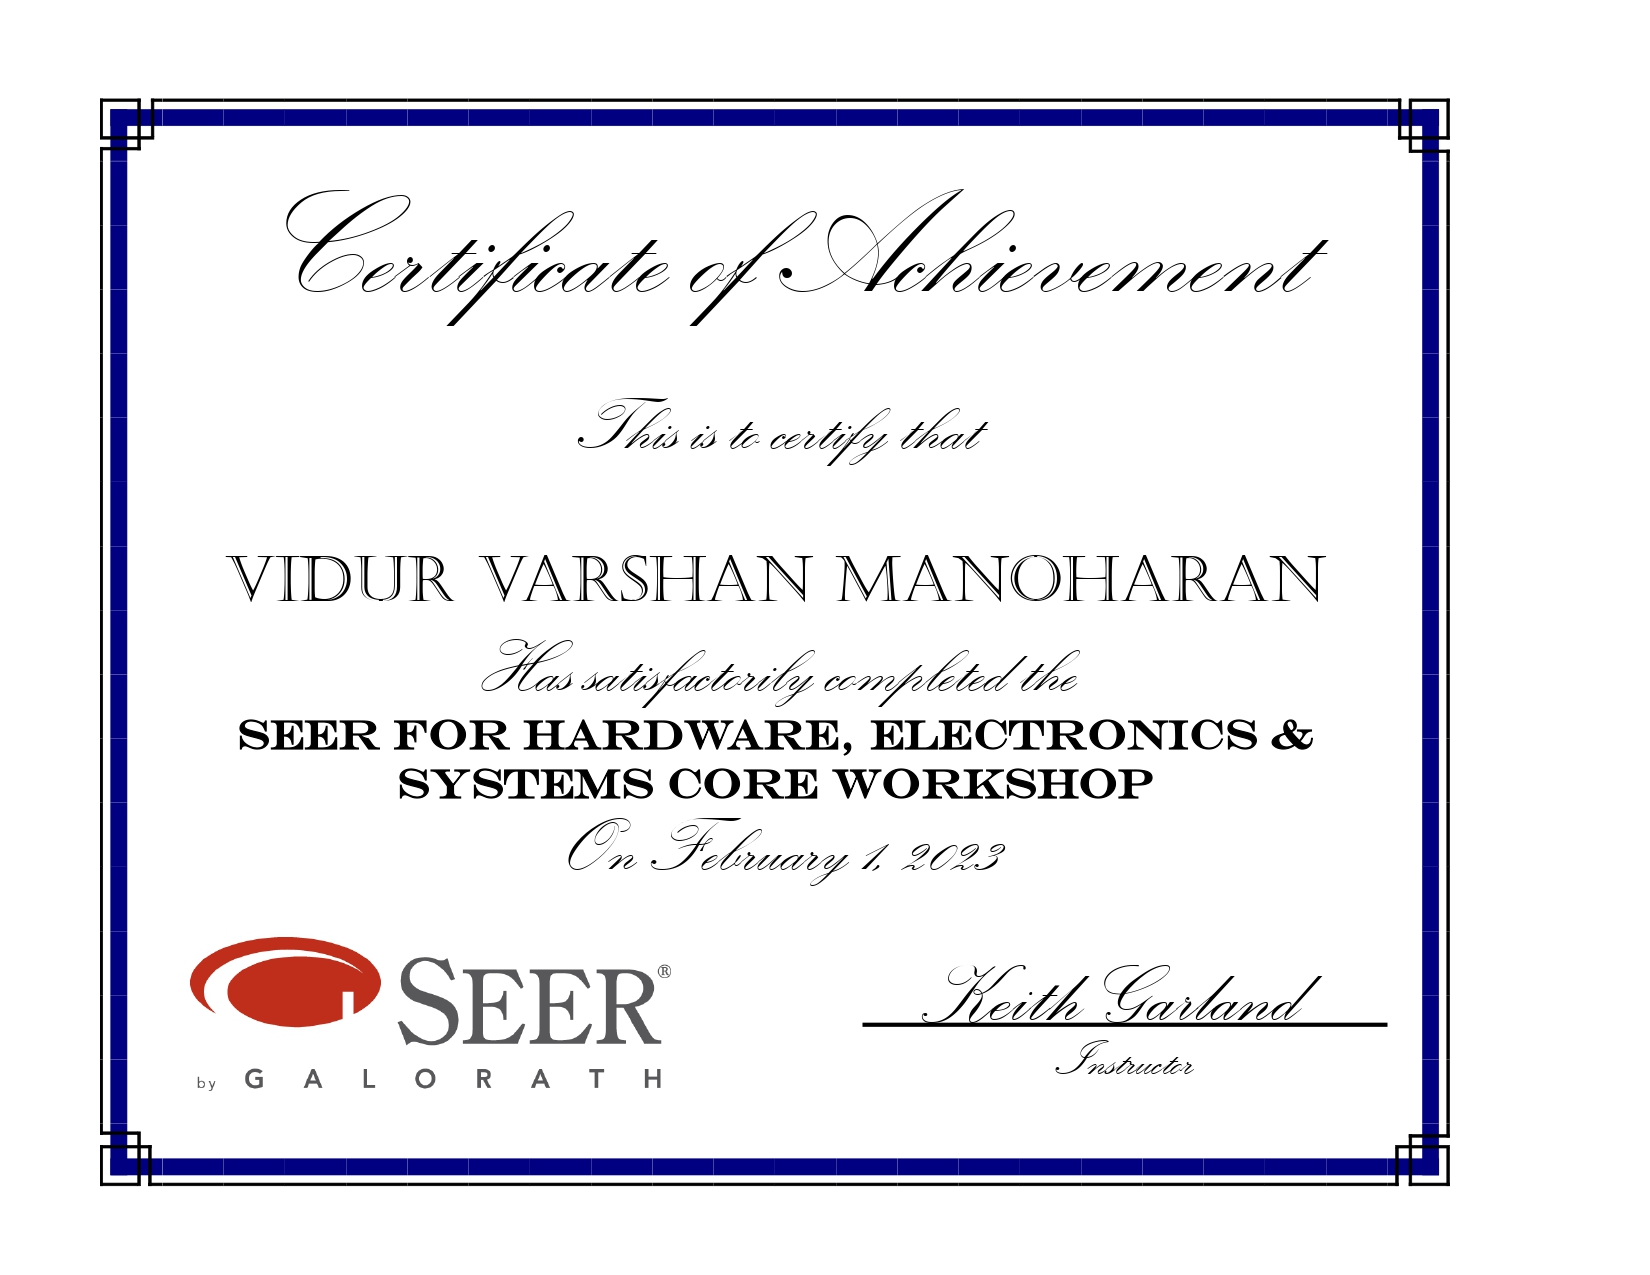 Certificate of Achievement
This is to certify that
VIDUR VARSHAN MANOHARAN
Has satisfactorily completed the
SEER FOR HARDWARE, ELECTRONICS &
SYSTEMS CORE WORKSHOP
On February 1, 2023
SEER®
by GALORATH
Keith Garland
Instructor